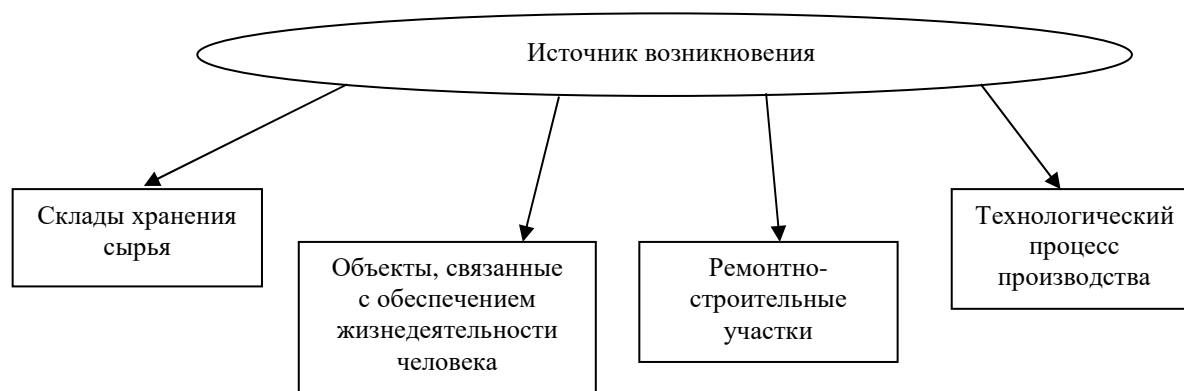 Источник возникновения
Склады хранения
сырья
Объекты, связанные
с обеспечением
жизнедеятельности
человека
Ремонтно-
строительные
участки
Технологический
процесс
производства